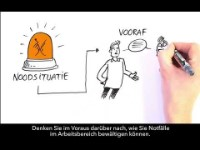 VOORAF
NOODSITUATIE
Denken Sie im Voraus darüber nach, wie Sie Notfälle
im Arbeitsbereich bewältigen können.